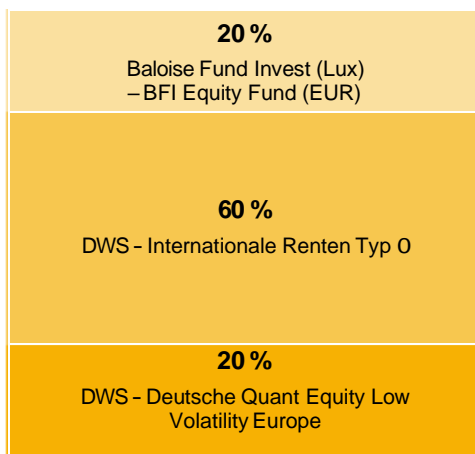 20 %
Baloise Fund Invest (Lux)
– BFI Equity Fund (EUR)
60 %
DWS – Internationale Renten Typ O
20 %
DWS – Deutsche Quant Equity Low
Volatility Europe